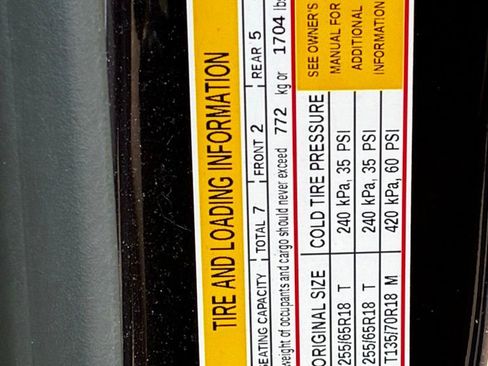 TIRE AND LOADING INFORMATION
SEATING CAPACITY TOTAL 7 FRONT 2 REAR 5
weight of occupants and cargo should never exceed 772 kg or 1704 lbs
ORIGINAL SIZE COLD TIRE PRESSURE
255/65R18 T 240 kPa, 35 PSI
255/65R18 T 240 kPa, 35 PSI
T135/70R18 M 420 kPa, 60 PSI
SEE OWNER'S
MANUAL FOR
ADDITIONAL
INFORMATION